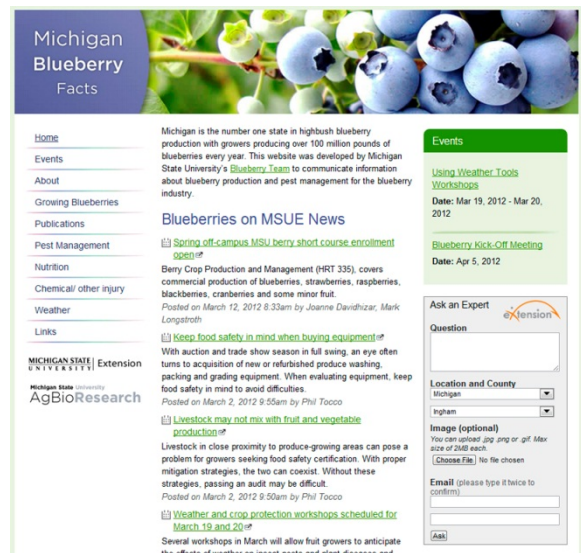 Michigan
Blueberry
Facts
Home
Events
About
Growing Blueberries
Publications
Pest Management
Nutrition
Chemical/ other injury
Weather
Links
MICHIGAN STATE
UNIVERSITY Extension
Michigan State University
AgBioResearch
Michigan is the number one state in highbush blueberry
production with growers producing over 100 million pounds of
blueberries every year. This website was developed by Michigan
State University's Blueberry Team to communicate information
about blueberry production and pest management for the blueberry
industry.
Blueberries on MSUE News
Spring off-campus MSU berry short course enrollment
open
Berry Crop Production and Management (HRT 335), covers
commercial production of blueberries, strawberries, raspberries,
blackberries, cranberries and some minor fruit.
Posted on March 12, 2012 8:33am by Joanne Davidhizar, Mark
Longstroth
Keep food safety in mind when buying equipment
With auction and trade show season in full swing, an eye often
turns to acquisition of new or refurbished produce washing,
packing and grading equipment. When evaluating equipment, keep
food safety in mind to avoid difficulties.
Posted on March 2, 2012 9:55am by Phil Tocco
Livestock may not mix with fruit and vegetable
production
Livestock in close proximity to produce-growing areas can pose a
problem for growers seeking food safety certification. With proper
mitigation strategies, the two can coexist. Without these
strategies, passing an audit may be difficult.
Posted on March 2, 2012 9:50am by Phil Tocco
Weather and crop protection workshops scheduled for
March 19 and 20
Several workshops in March will allow fruit growers to anticipate
the effects of weather on insect pests and plant diseases and
Events
Using Weather Tools
Workshops
Date: Mar 19, 2012 - Mar 20,
2012
Blueberry Kick-Off Meeting
Date: Apr 5, 2012
Ask an Expert
eXtension
Question
Location and County
Michigan
Ingham
Image (optional)
You can upload .jpg .png or .gif. Max
size of 2MB each.
Choose File No file chosen
Email (please type it twice to
confirm)
Ask